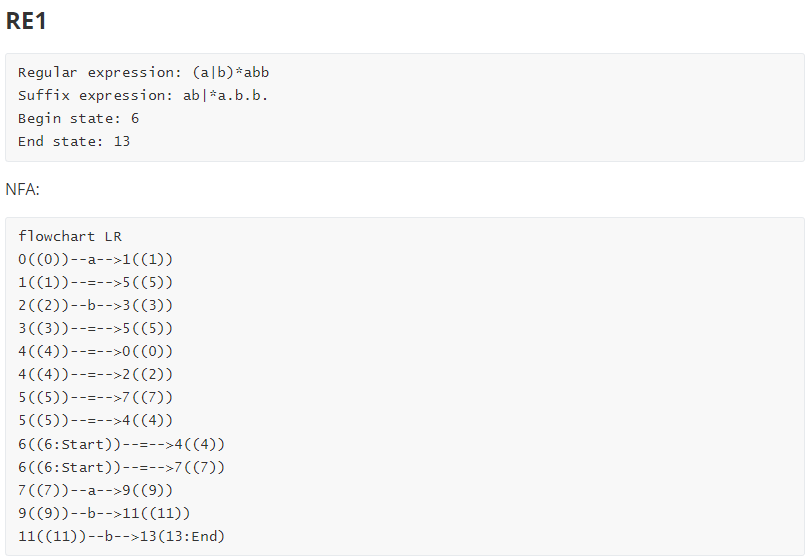 RE1
Regular expression: (a|b)*abb
Suffix expression: ab|*a.b.b.
Begin state: 6
End state: 13
NFA:
flowchart LR
0((0))--a-->1((1))
1((1))--=-->5((5))
2((2))--b-->3((3))
3((3))--=-->5((5))
4((4))--=-->0((0))
4((4))--=-->2((2))
5((5))--=-->7((7))
5((5))--=-->4((4))
6((6:Start))--=-->4((4))
6((6:Start))--=-->7((7))
7((7))--a-->9((9))
9((9))--b-->11((11))
11((11))--b-->13(13:End)